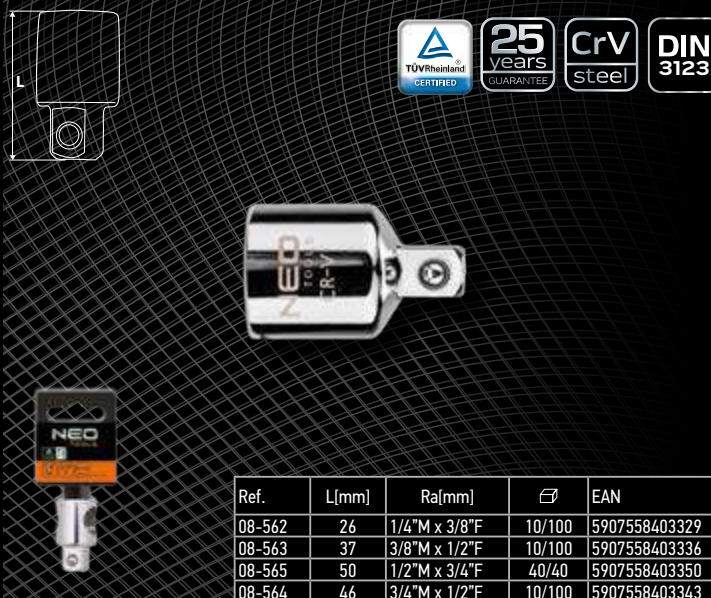 L
TÜVRheinland®
CERTIFIED
25
years
GUARANTEE
CrV
steel
DIN
3123
NEO
TOOLS
CR-V
NEO
TOOLS
Ref. L[mm] Ra[mm] EAN
08-562 26 1/4”M x 3/8”F 10/100 5907558403329
08-563 37 3/8”M x 1/2”F 10/100 5907558403336
08-565 50 1/2”M x 3/4”F 40/40 5907558403350
08-564 46 3/4”M x 1/2”F 10/100 5907558403343